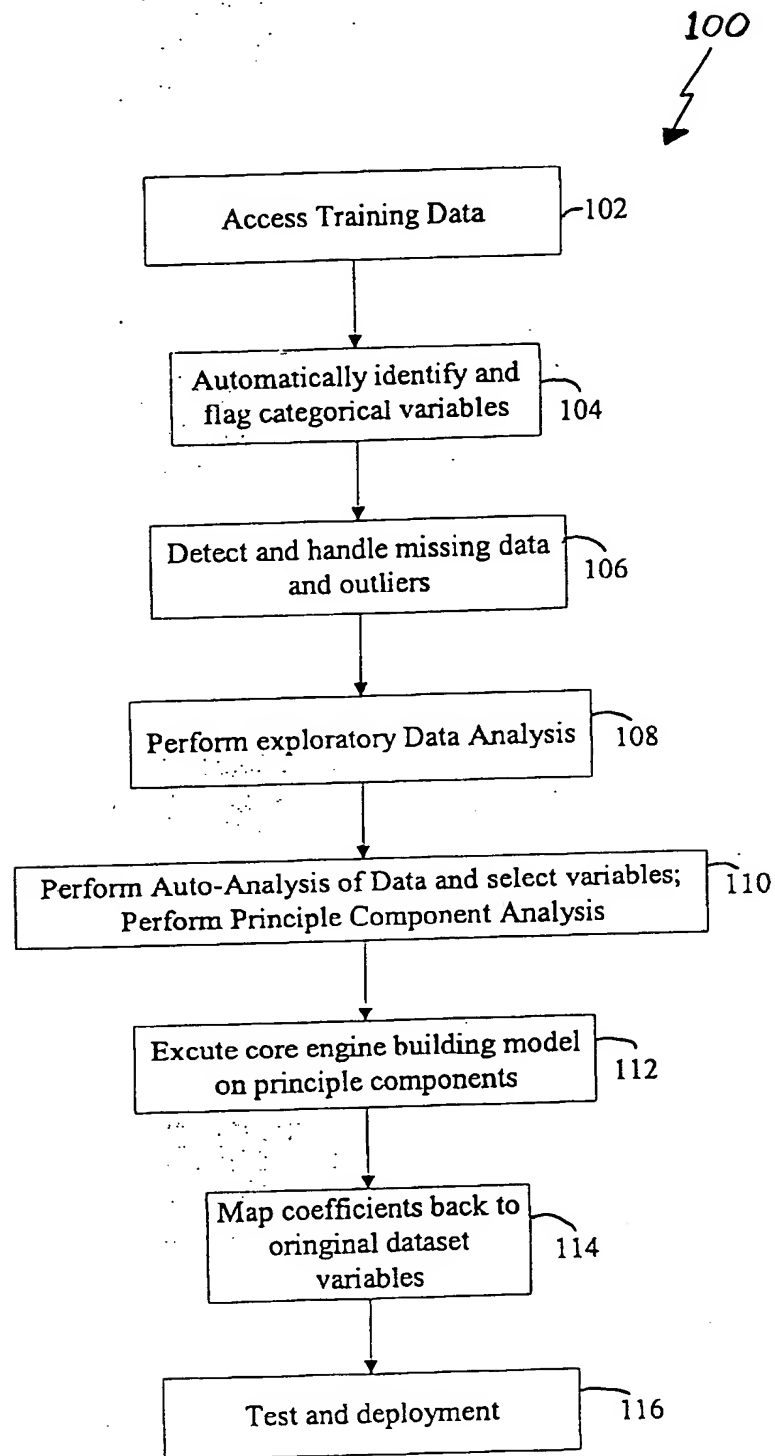 100
Access Training Data
102
Automatically identify and
flag categorical variables
104
Detect and handle missing data
and outliers
106
Perform exploratory Data Analysis
108
Perform Auto-Analysis of Data and select variables;
Perform Principle Component Analysis
110
Excute core engine building model
on principle components
112
Map coefficients back to
oringinal dataset
variables
114
Test and deployment
116